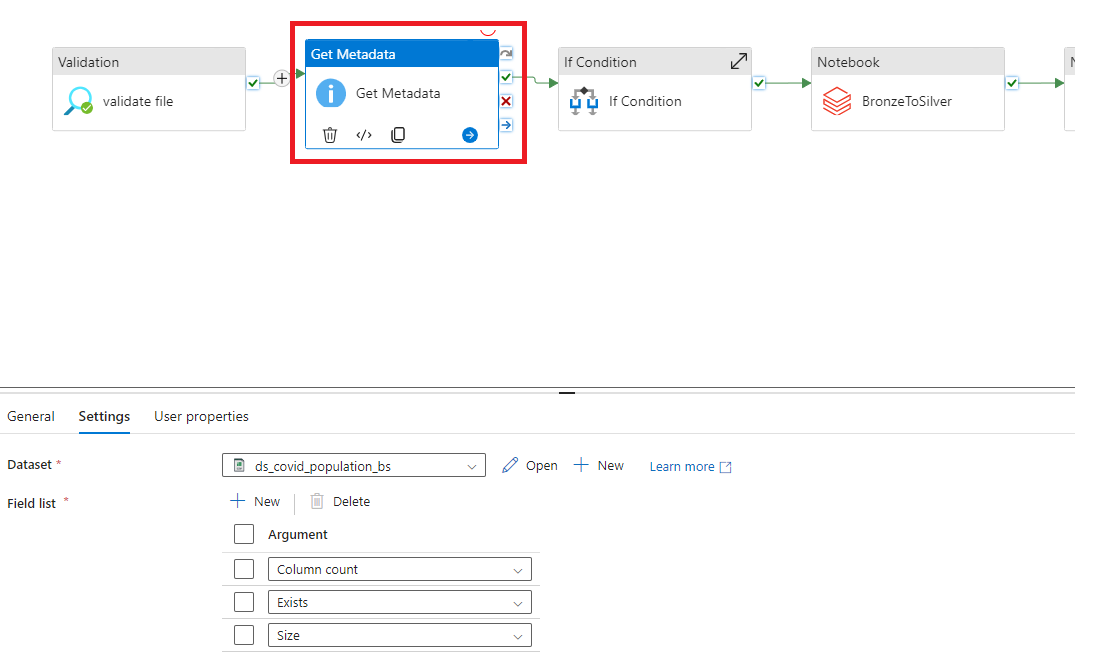 Validation
validate file
Get Metadata
Get Metadata
If Condition
If Condition
Notebook
BronzeToSilver
General Settings User properties
Dataset * ds_covid_population_bs Open New Learn more
Field list * New Delete
Argument
Column count
Exists
Size